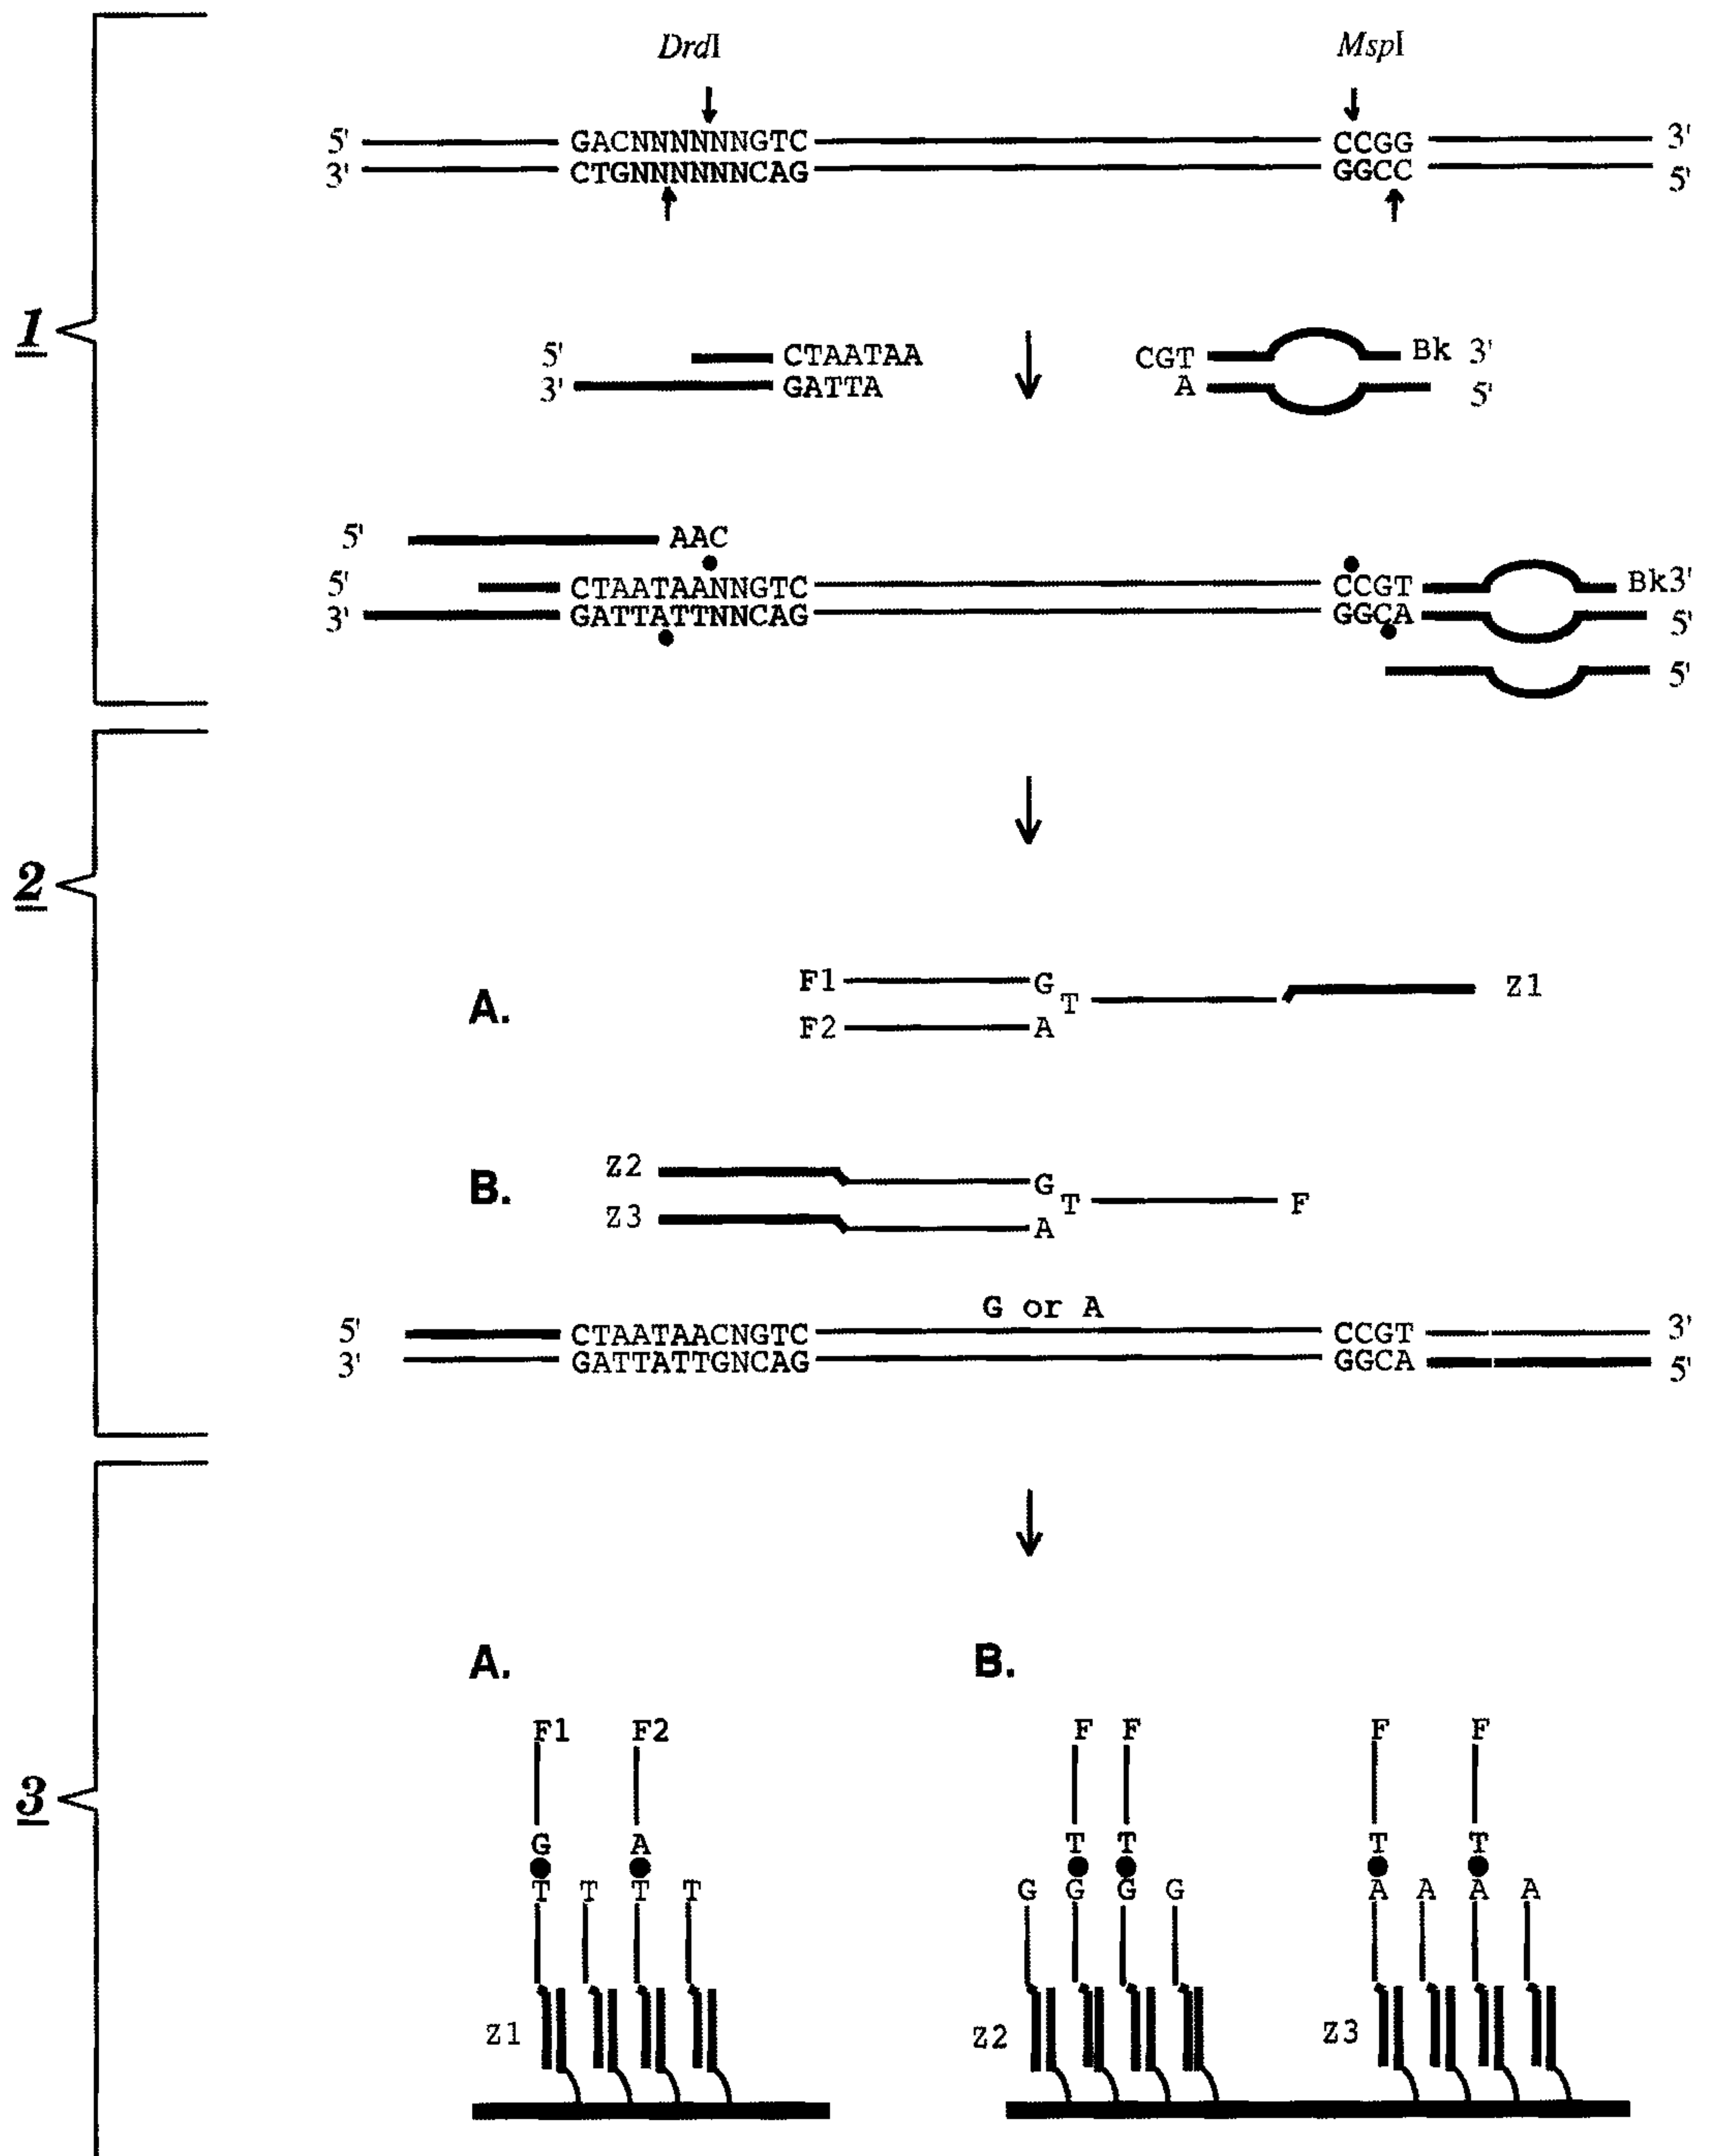 DrdI MspI
5' GACNNNNNNGTC CCGG 3'
3' CTGNNNNNNCAG GGCC 5'
1
5' CTAATAA CGT Bk 3'
3' GATTA A 5'
5' AAC
5' CTAATAANNGTC CCGT Bk3'
3' GATTATTNNCAG GGCA 5'
5'
2
A. F1 G T Z1
F2 A
B. Z2 G T F
Z3 A
G or A
5' CTAATAACNGTC CCGT 3'
3' GATTATTGNCAG GGCA 5'
3
A. B.
F1 F2 F F F F
G A T T T T
T T T T G G G G A A A A
Z1 Z2 Z3